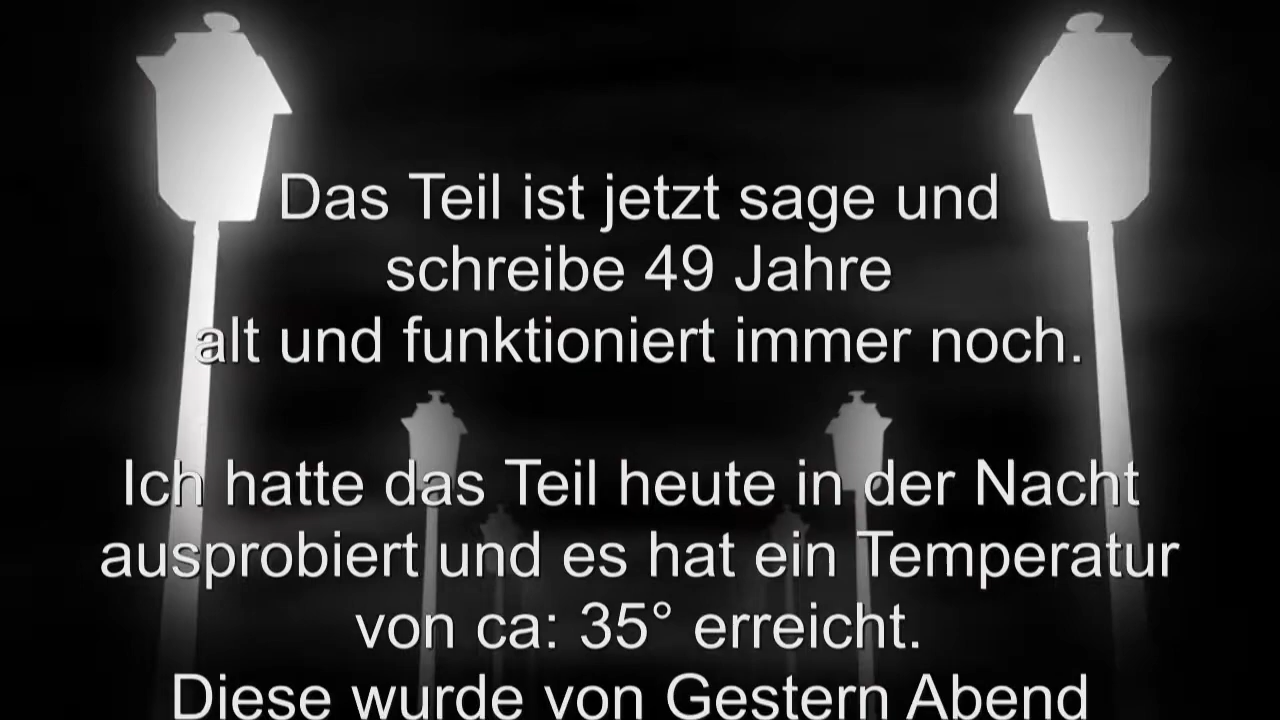 Das Teil ist jetzt sage und
schreibe 49 Jahre
alt und funktioniert immer noch.
Ich hatte das Teil heute in der Nacht
ausprobiert und es hat ein Temperatur
von ca: 35° erreicht.
Diese wurde von Gestern Abend